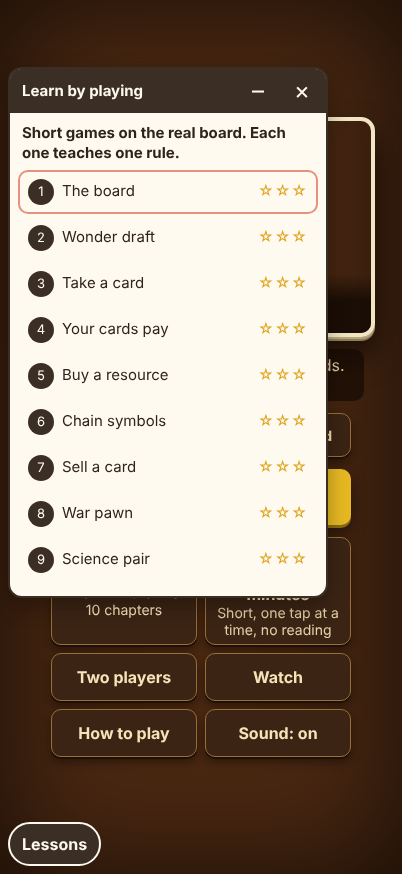 Learn by playing
Short games on the real board. Each
one teaches one rule.
1 The board
2 Wonder draft
3 Take a card
4 Your cards pay
5 Buy a resource
6 Chain symbols
7 Sell a card
8 War pawn
9 Science pair
10 chapters
Short, one tap at a
time, no reading
Two players
Watch
How to play
Sound: on
Lessons